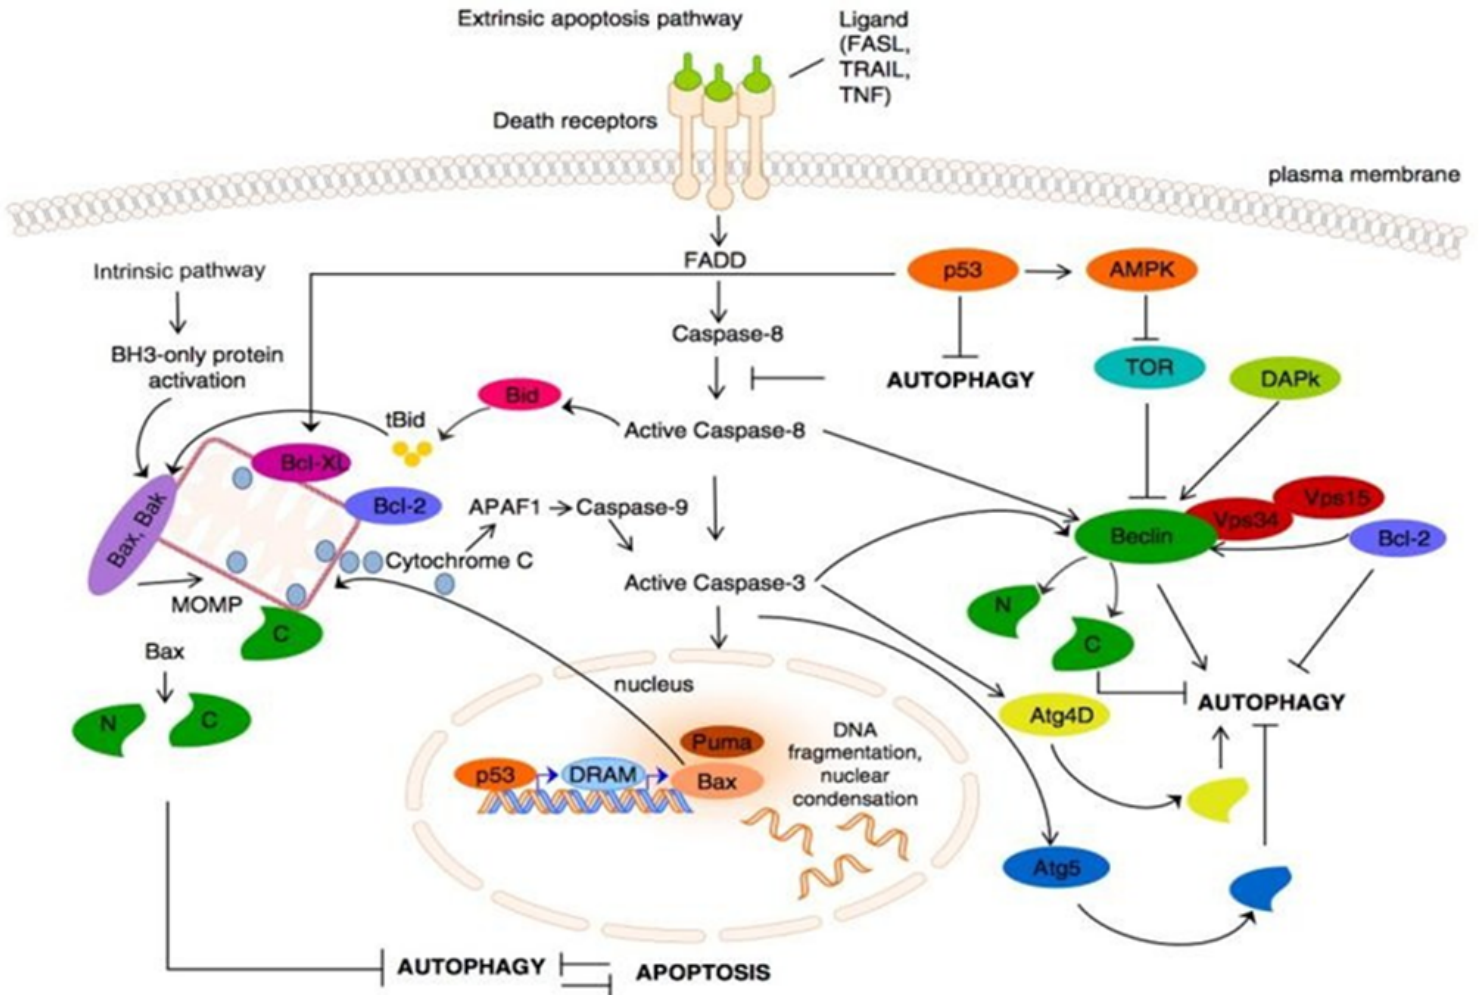 Extrinsic apoptosis pathway
Ligand
(FASL,
TRAIL,
TNF)
Death receptors
plasma membrane
FADD
Intrinsic pathway
p53
AMPK
Caspase-8
BH3-only protein
activation
TOR
AUTOPHAGY
DAPk
Bid
tBid
Active Caspase-8
Bcl-XL
Bcl-2
APAF1
Caspase-9
Bax, Bak
Vps15
Vps34
Beclin
Bcl-2
Cytochrome C
Active Caspase-3
MOMP
N
C
C
Bax
nucleus
N
C
AUTOPHAGY
Atg4D
Puma
DNA
fragmentation,
nuclear
condensation
p53
DRAM
Bax
Atg5
AUTOPHAGY
APOPTOSIS